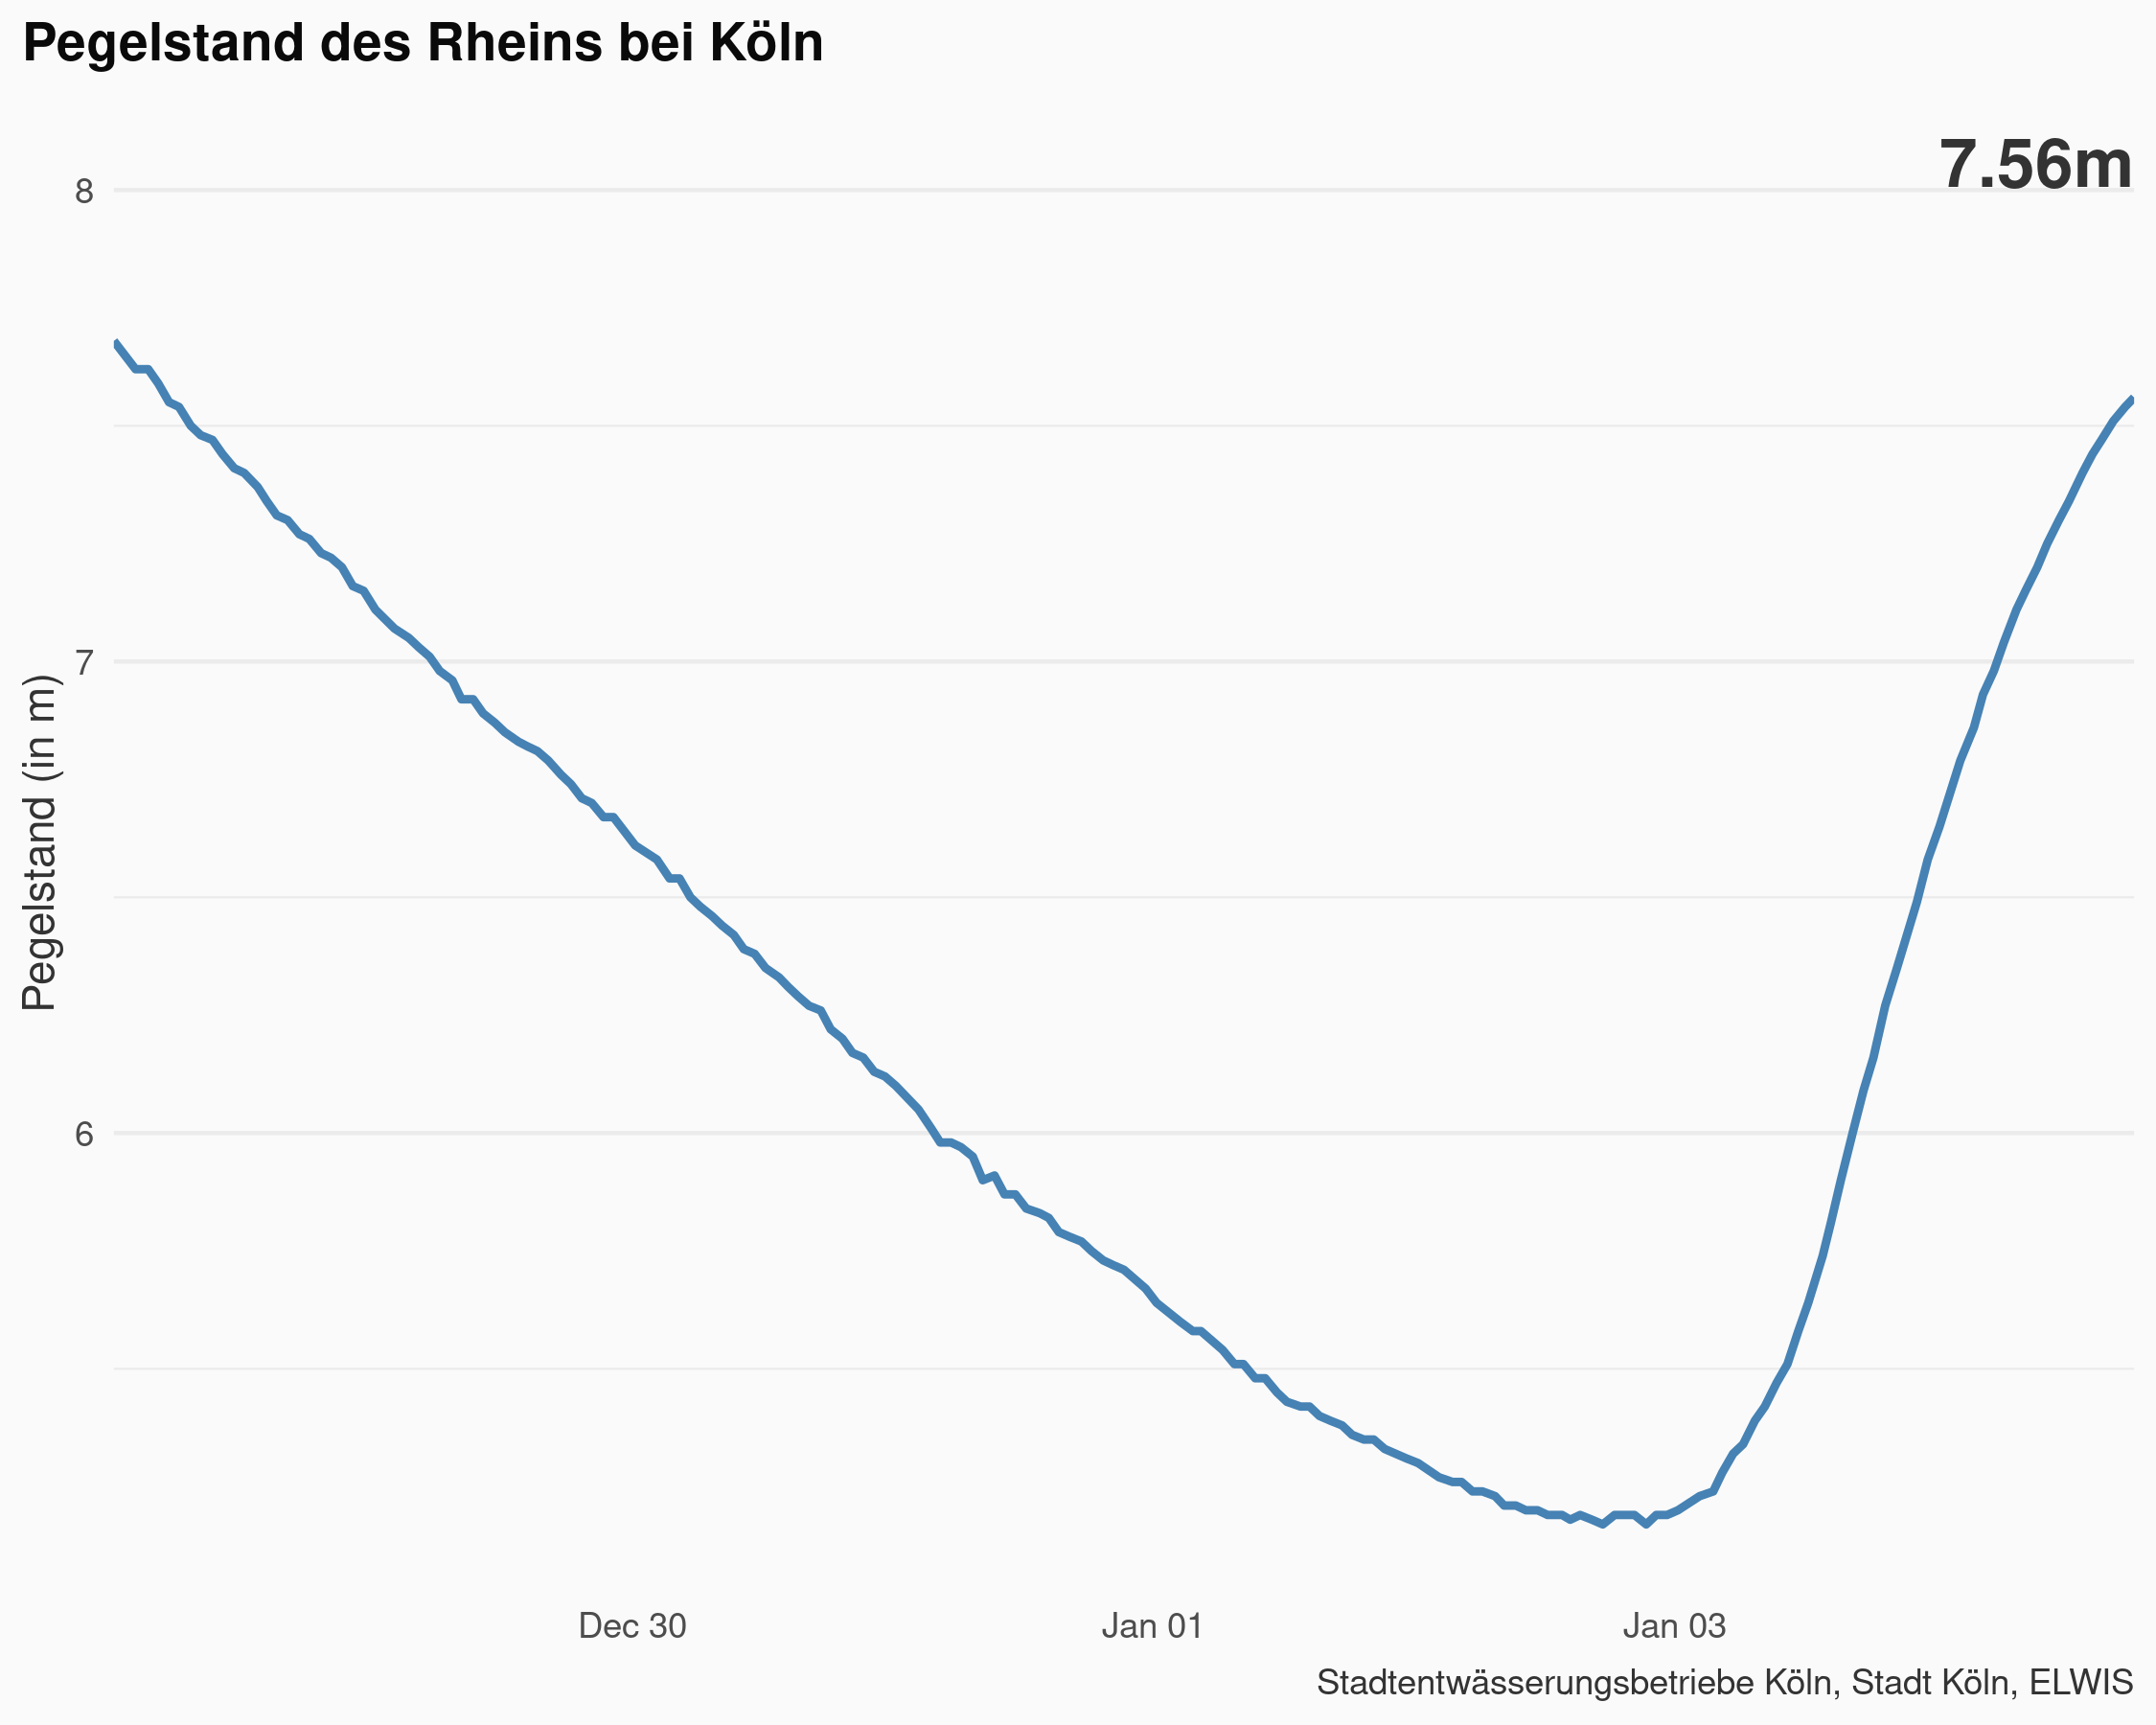 Pegelstand des Rheins bei Köln
7.56m
8
7
6
Pegelstand (in m)
Dec 30
Jan 01
Jan 03
Stadtentwässerungsbetriebe Köln, Stadt Köln, ELWIS